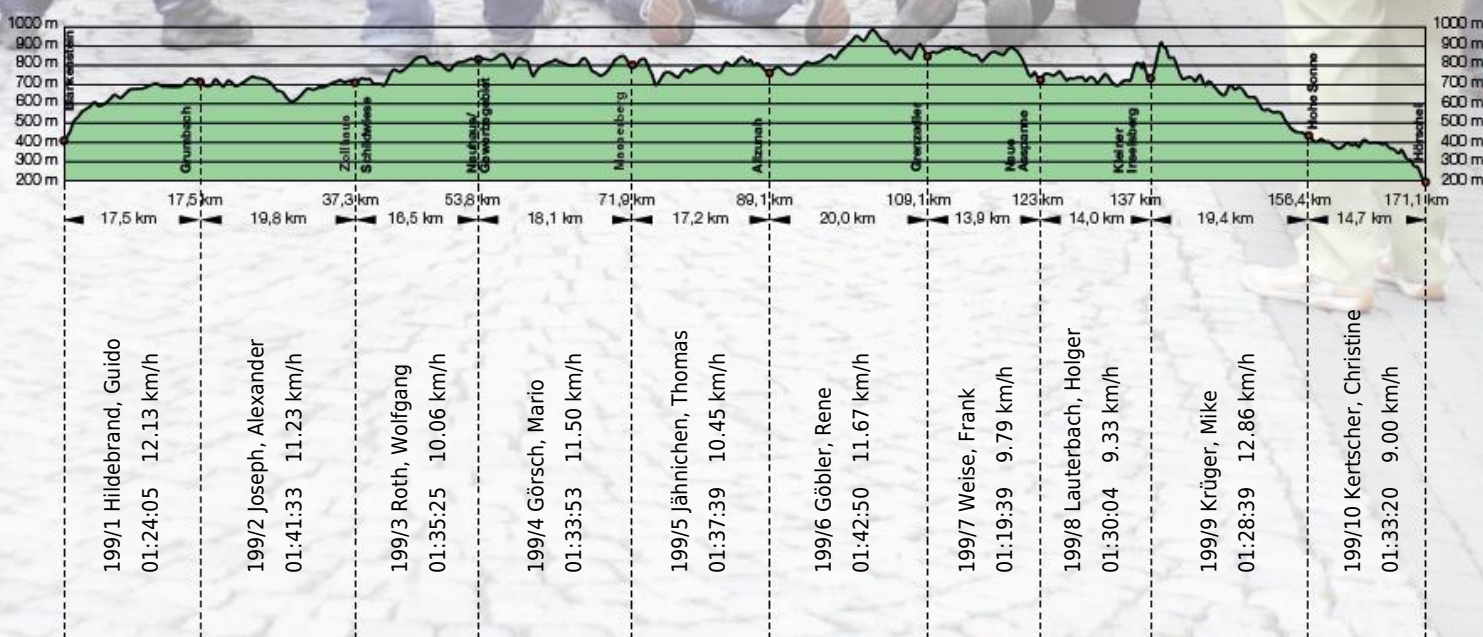 1000 m
900 m
800 m
700 m
600 m
500 m
400 m
300 m
200 m
1000 m
900 m
800 m
700 m
600 m
500 m
400 m
300 m
200 m
Blankenstein
Grumbach
Schildwiese
Neuhaus/
Masserberg
Allzunah
Grenzadler
Neue
Ausspanne
Kleiner
Inselsberg
Hohe Sonne
Hörschel
17,5 km
37,3 km
53,8 km
71,9 km
89,1 km
109,1 km
123 km
137 km
156,4 km
171,1 km
17,5 km
19,8 km
16,5 km
18,1 km
17,2 km
20,0 km
13,9 km
14,0 km
19,4 km
14,7 km
199/1 Hildebrand, Guido
01:24:05 12.13 km/h
199/2 Joseph, Alexander
01:41:33 11.23 km/h
199/3 Roth, Wolfgang
01:35:25 10.06 km/h
199/4 Görsch, Mario
01:33:53 11.50 km/h
199/5 Jähnichen, Thomas
01:37:39 10.45 km/h
199/6 Göbler, Rene
01:42:50 11.67 km/h
199/7 Weise, Frank
01:19:39 9.79 km/h
199/8 Lauterbach, Holger
01:30:04 9.33 km/h
199/9 Krüger, Mike
01:28:39 12.86 km/h
199/10 Kertscher, Christine
01:33:20 9.00 km/h